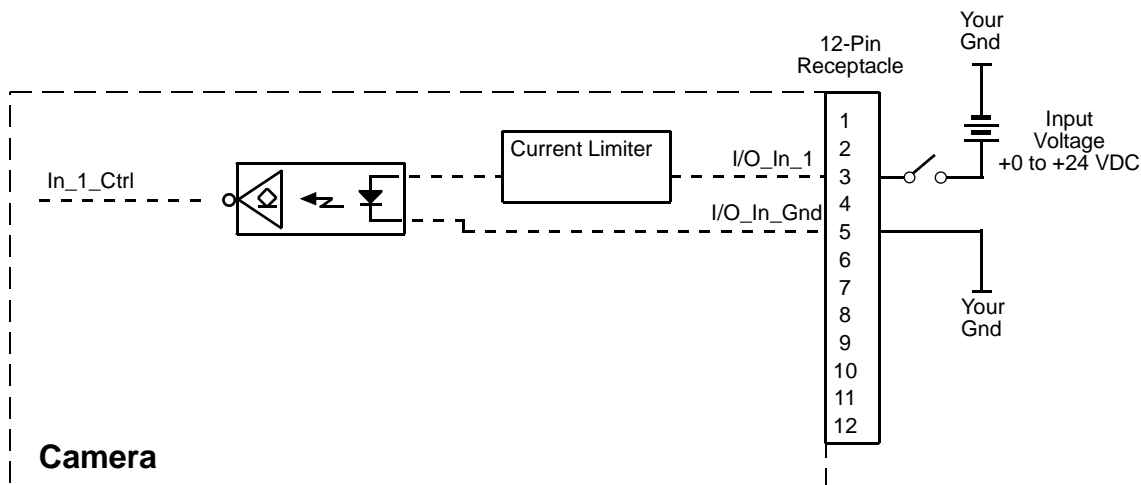 Your
Gnd
12-Pin
Receptacle
Input
Voltage
+0 to +24 VDC
Current Limiter
I/O_In_1
In_1_Ctrl
I/O_In_Gnd
1
2
3
4
5
6
7
8
9
10
11
12
Your
Gnd
Camera